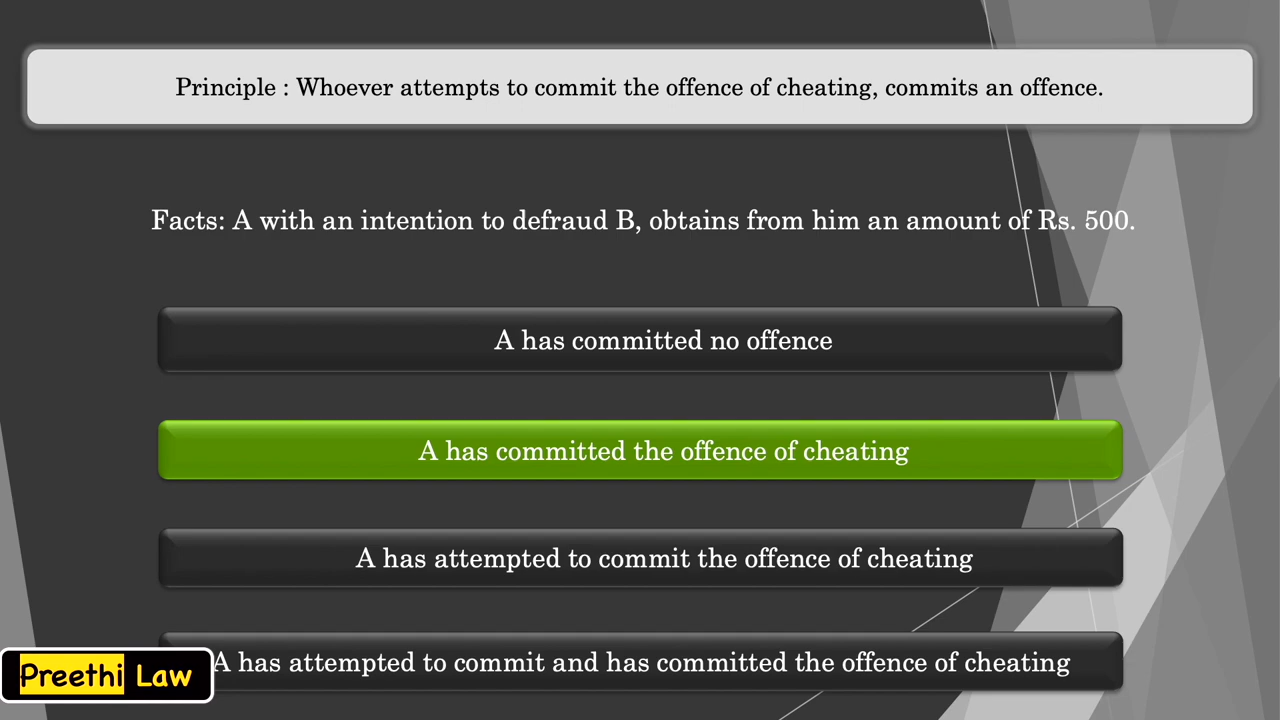 Principle : Whoever attempts to commit the offence of cheating, commits an offence.
Facts: A with an intention to defraud B, obtains from him an amount of Rs. 500.
A has committed no offence
A has committed the offence of cheating
A has attempted to commit the offence of cheating
A has attempted to commit and has committed the offence of cheating
Preethi Law